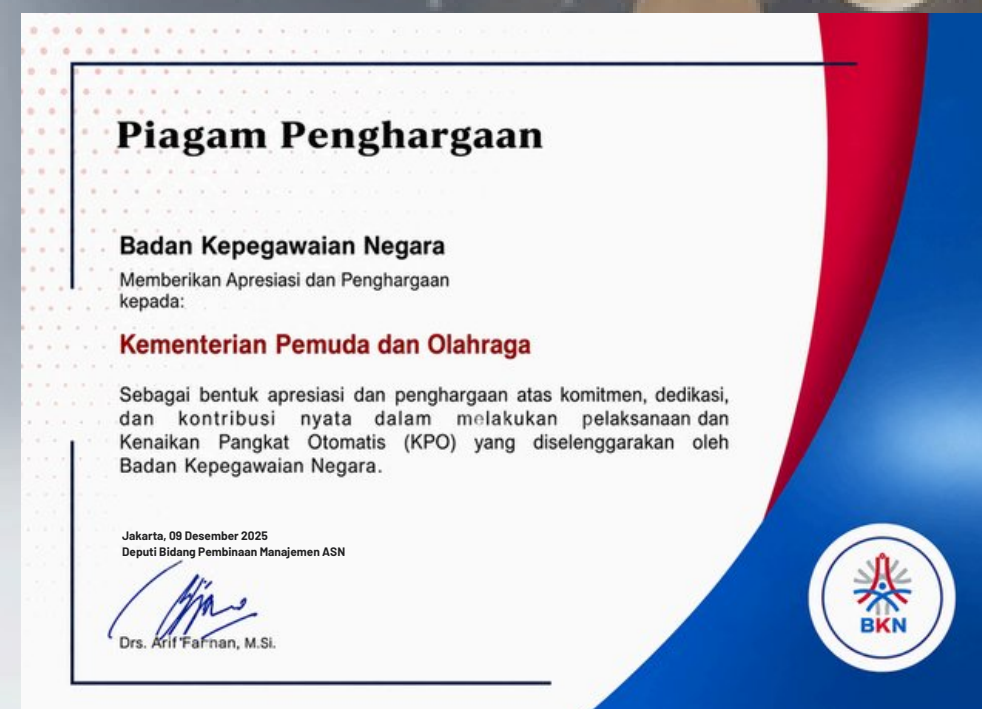 Piagam Penghargaan
Badan Kepegawaian Negara
Memberikan Apresiasi dan Penghargaan
kepada:
Kementerian Pemuda dan Olahraga
Sebagai bentuk apresiasi dan penghargaan atas komitmen, dedikasi,
dan kontribusi nyata dalam melakukan pelaksanaan dan
Kenaikan Pangkat Otomatis (KPO) yang diselenggarakan oleh
Badan Kepegawaian Negara.
Jakarta, 09 Desember 2025
Deputi Bidang Pembinaan Manajemen ASN
Drs. Arif Farhan, M.Si.
BKN